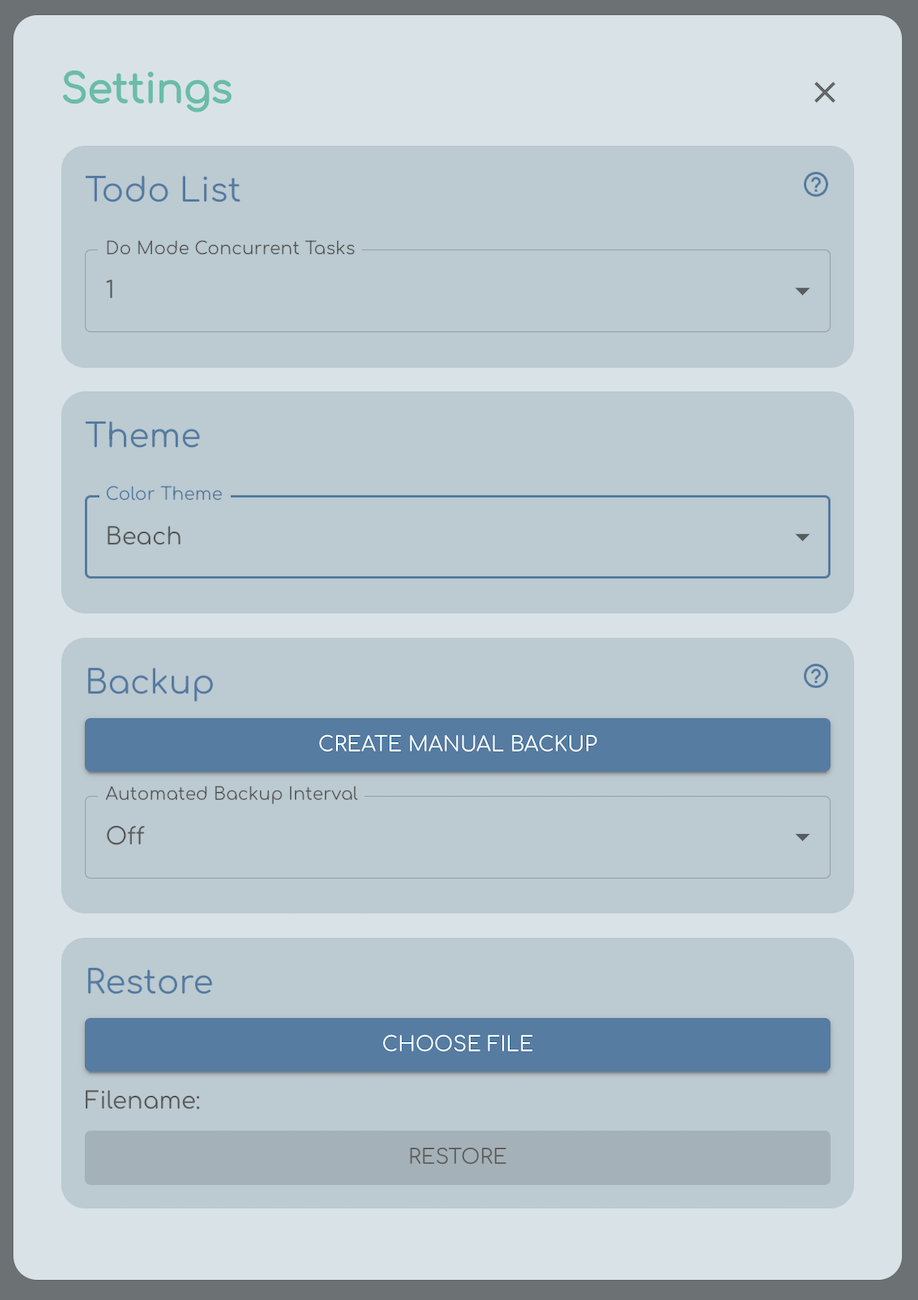 Settings
Todo List
Do Mode Concurrent Tasks
1
Theme
Color Theme
Beach
Backup
CREATE MANUAL BACKUP
Automated Backup Interval
Off
Restore
CHOOSE FILE
Filename:
RESTORE